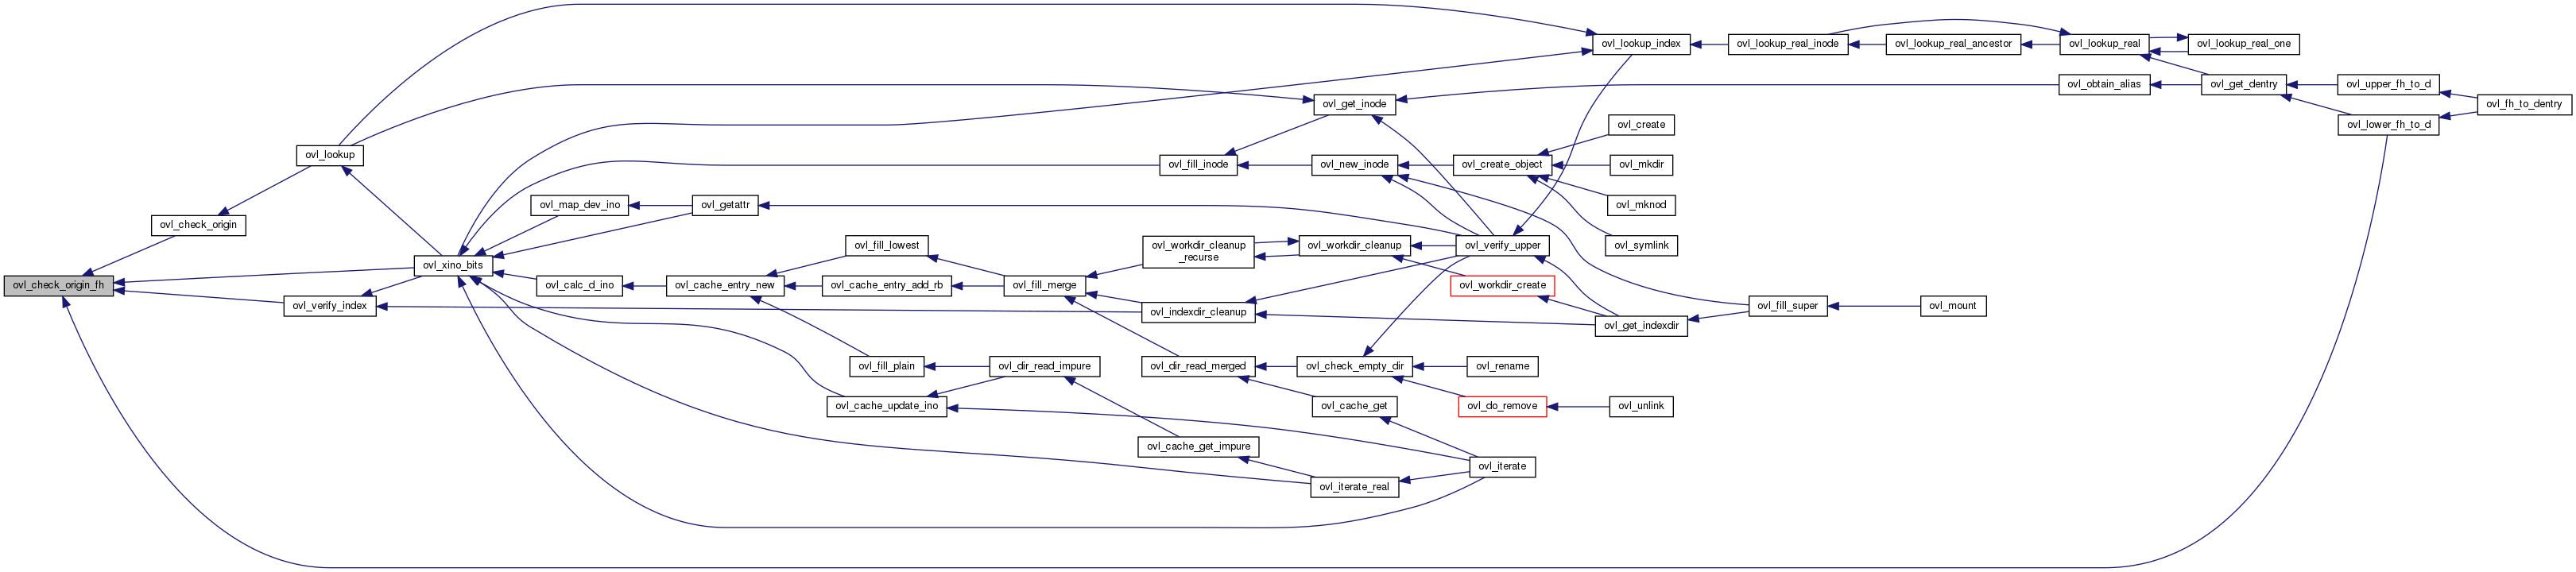 ovl_check_origin_fh
ovl_check_origin
ovl_lookup
ovl_verify_index
ovl_xino_bits
ovl_map_dev_ino
ovl_calc_d_ino
ovl_getattr
ovl_cache_entry_new
ovl_fill_lowest
ovl_cache_entry_add_rb
ovl_fill_plain
ovl_cache_update_ino
ovl_fill_merge
ovl_dir_read_impure
ovl_fill_inode
ovl_workdir_cleanup
_recurse
ovl_indexdir_cleanup
ovl_dir_read_merged
ovl_cache_get_impure
ovl_get_inode
ovl_new_inode
ovl_workdir_cleanup
ovl_check_empty_dir
ovl_cache_get
ovl_iterate_real
ovl_create_object
ovl_verify_upper
ovl_workdir_create
ovl_rename
ovl_do_remove
ovl_iterate
ovl_lookup_index
ovl_create
ovl_mkdir
ovl_mknod
ovl_symlink
ovl_get_indexdir
ovl_unlink
ovl_lookup_real_inode
ovl_fill_super
ovl_lookup_real_ancestor
ovl_mount
ovl_lookup_real
ovl_obtain_alias
ovl_lookup_real_one
ovl_get_dentry
ovl_upper_fh_to_d
ovl_lower_fh_to_d
ovl_fh_to_dentry